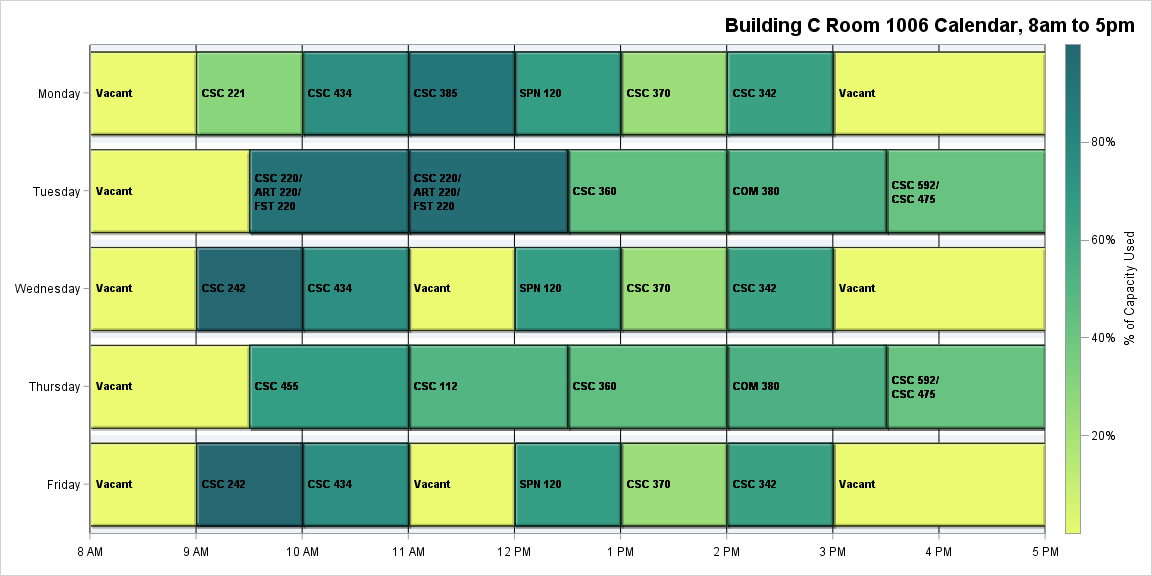 Building C Room 1006 Calendar, 8am to 5pm
Monday
Vacant
CSC 221
CSC 434
CSC 385
SPN 120
CSC 370
CSC 342
Vacant
Tuesday
Vacant
CSC 220/
ART 220/
FST 220
CSC 220/
ART 220/
FST 220
CSC 360
COM 380
CSC 592/
CSC 475
Wednesday
Vacant
CSC 242
CSC 434
Vacant
SPN 120
CSC 370
CSC 342
Vacant
Thursday
Vacant
CSC 455
CSC 112
CSC 360
COM 380
CSC 592/
CSC 475
Friday
Vacant
CSC 242
CSC 434
Vacant
SPN 120
CSC 370
CSC 342
Vacant
8 AM
9 AM
10 AM
11 AM
12 PM
1 PM
2 PM
3 PM
4 PM
5 PM
80%
60%
40%
20%
% of Capacity Used